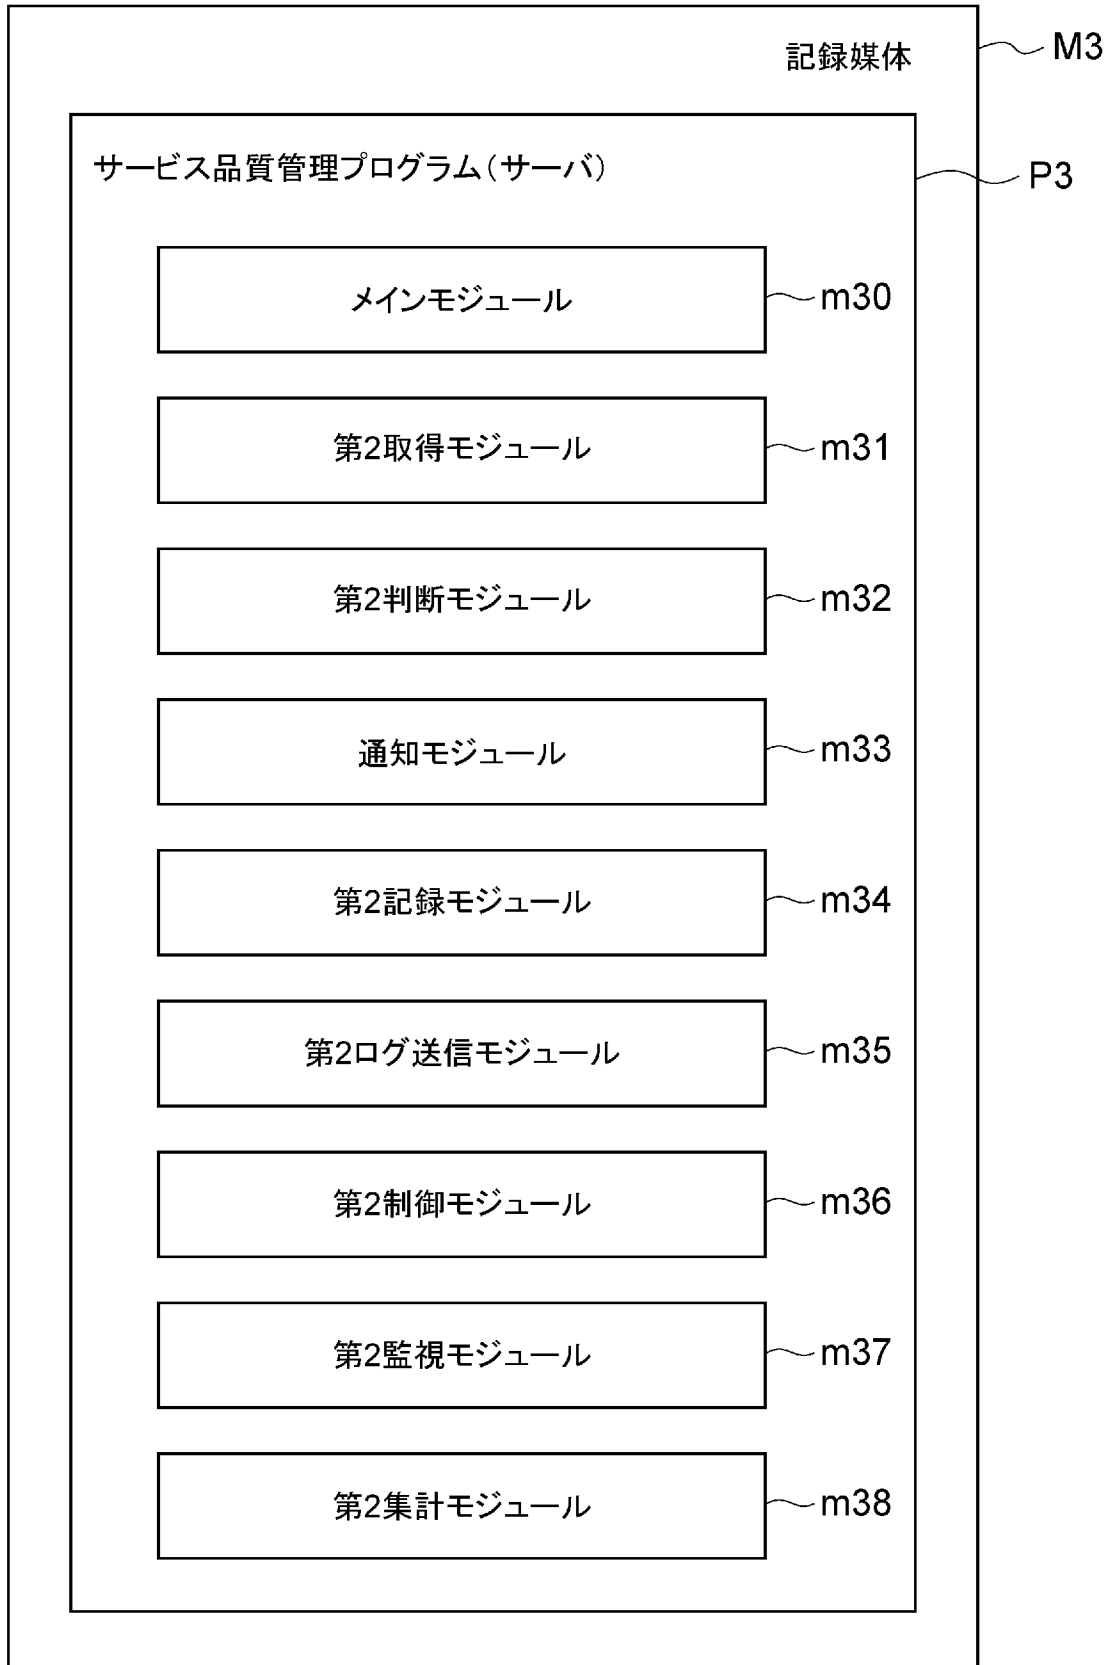 記録媒体
M3
サービス品質管理プログラム(サーバ)
P3
メインモジュール
m30
第2取得モジュール
m31
第2判断モジュール
m32
通知モジュール
m33
第2記録モジュール
m34
第2ログ送信モジュール
m35
第2制御モジュール
m36
第2監視モジュール
m37
第2集計モジュール
m38